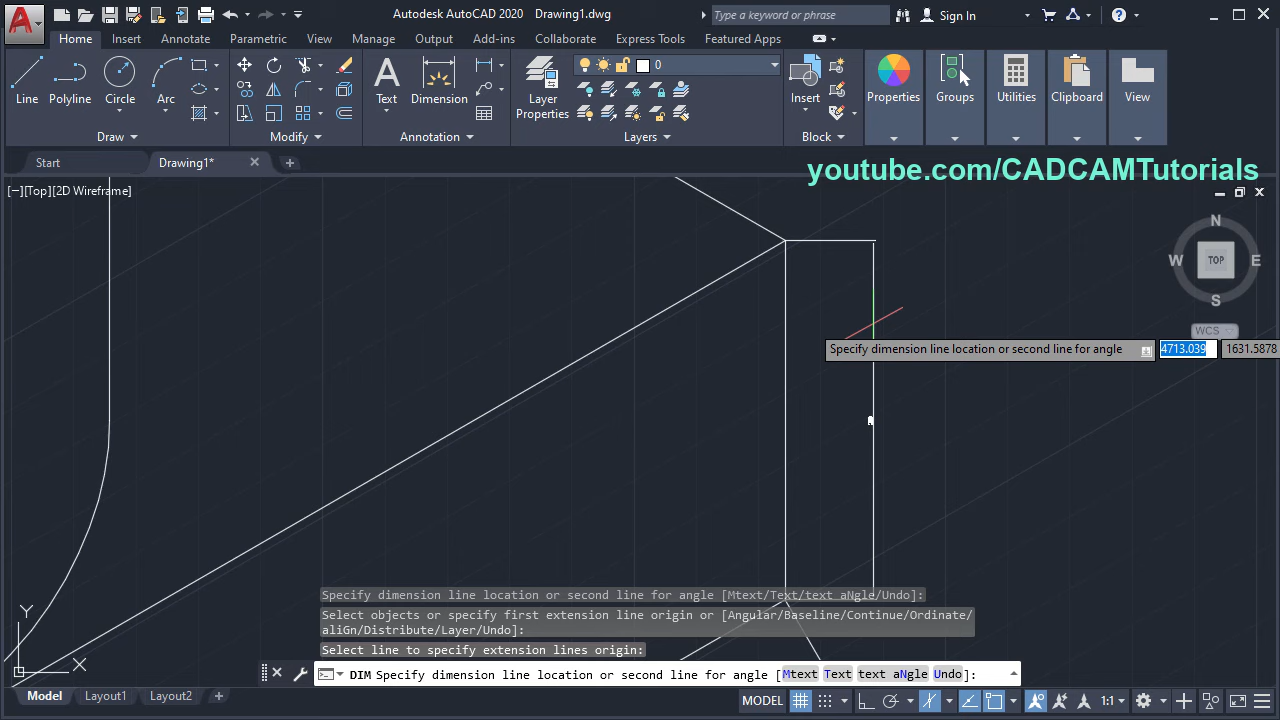 Autodesk AutoCAD 2020 Drawing1.dwg
Type a keyword or phrase
Sign In
Home Insert Annotate Parametric View Manage Output Add-ins Collaborate Express Tools Featured Apps
Line Polyline Circle Arc
Text Dimension
Layer
Properties
0
Insert
Properties Groups Utilities Clipboard View
Draw Modify Annotation Layers Block
Start Drawing1*
youtube.com/CADCAMTutorials
[−][Top][2D Wireframe]
N
W TOP E
S
WCS
Specify dimension line location or second line for angle 4713.039 1631.5878
Specify dimension line location or second line for angle [Mtext/Text/text aNgle/Undo]:
Select objects or specify first extension line origin or [Angular/Baseline/Continue/Ordinate/
aliGn/Distribute/Layer/Undo]:
Select line to specify extension lines origin:
DIM Specify dimension line location or second line for angle [Mtext Text text aNgle Undo]:
Y
X
Model Layout1 Layout2
MODEL 1:1